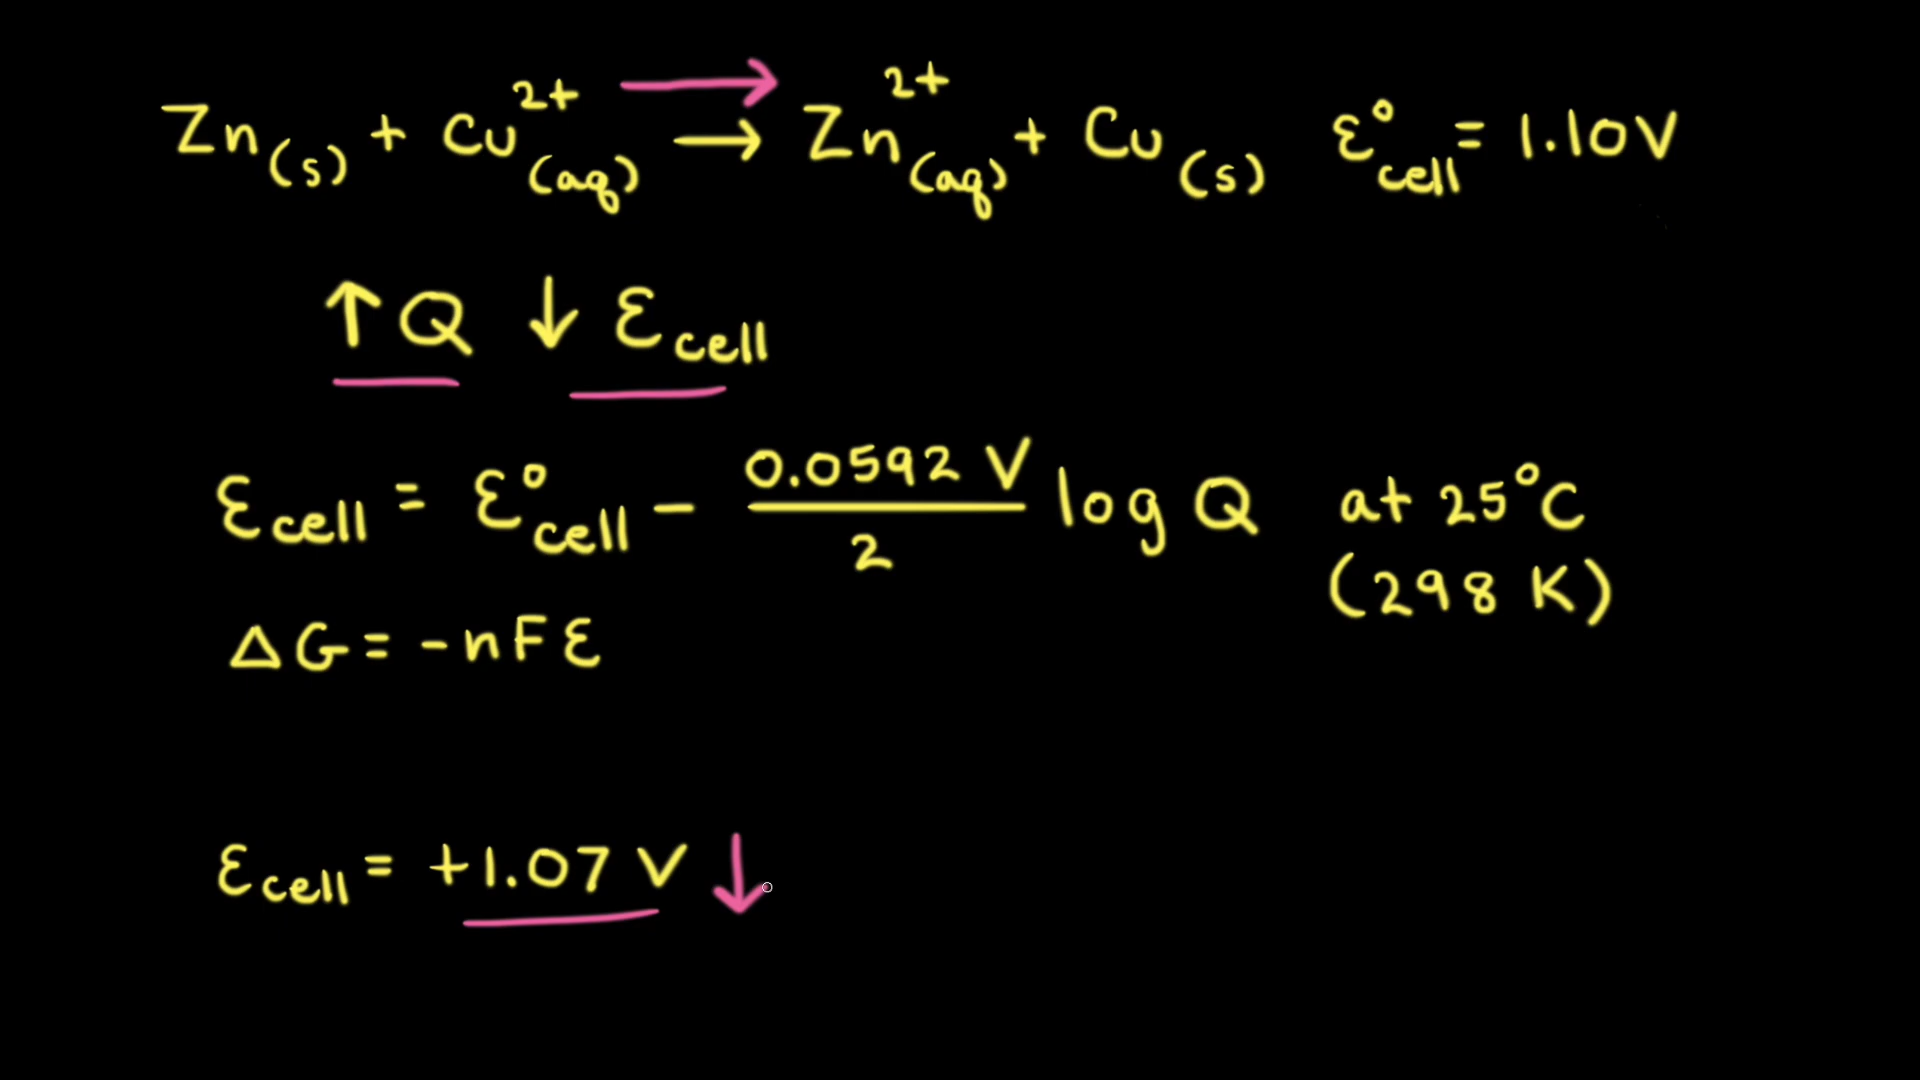 Zn(s) + Cu²⁺(aq) → Zn²⁺(aq) + Cu(s) ε°cell = 1.10V
↑Q ↓εcell
εcell = ε°cell − 0.0592 V / 2 log Q at 25°C
(298 K)
ΔG = -nFε
εcell = +1.07 V ↓